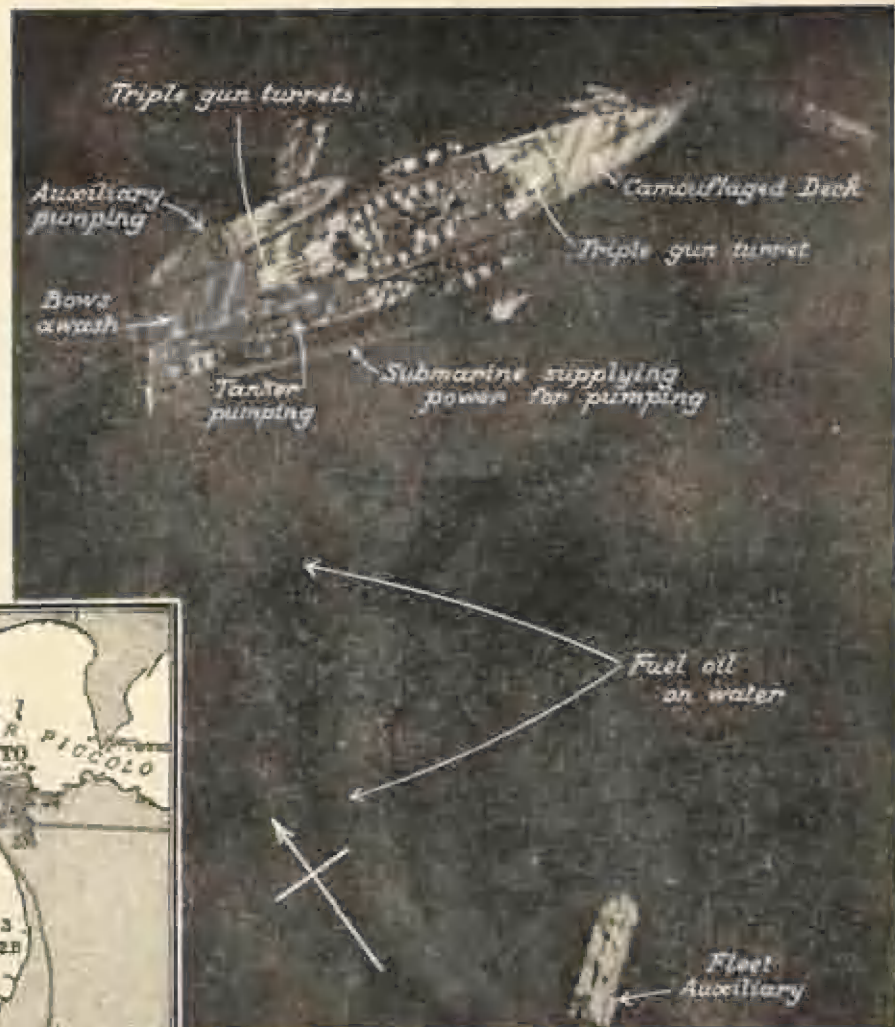 Triple gun turrets
Auxiliary
pumping
Camouflaged Deck
Triple gun turret
Bows
awash
Tanker
pumping
Submarine supplying
power for pumping
Fuel oil
on water
PICCOLO
TO
Fleet
Auxiliary